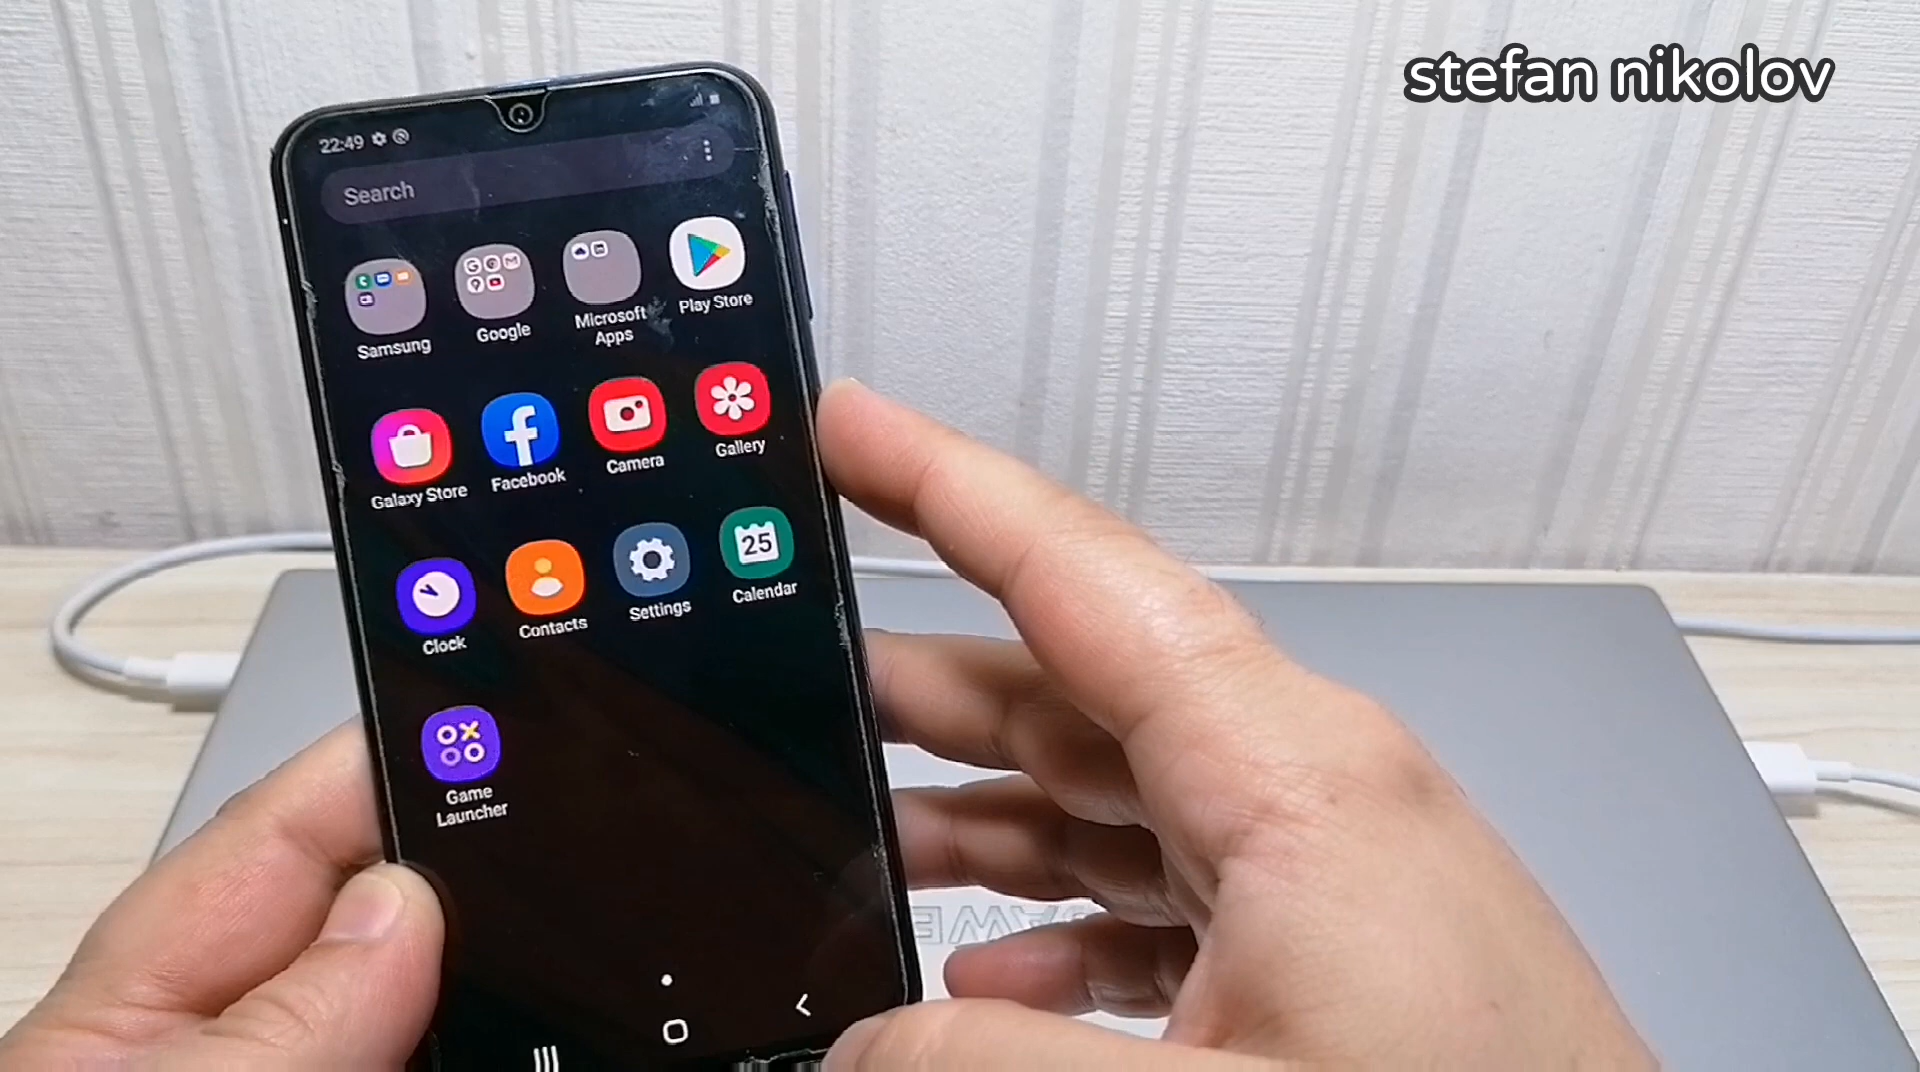 stefan nikolov
22:49
Search
Samsung
Google
Microsoft
Apps
Play Store
Galaxy Store
Facebook
Camera
Gallery
Clock
Contacts
Settings
25
Calendar
Game
Launcher